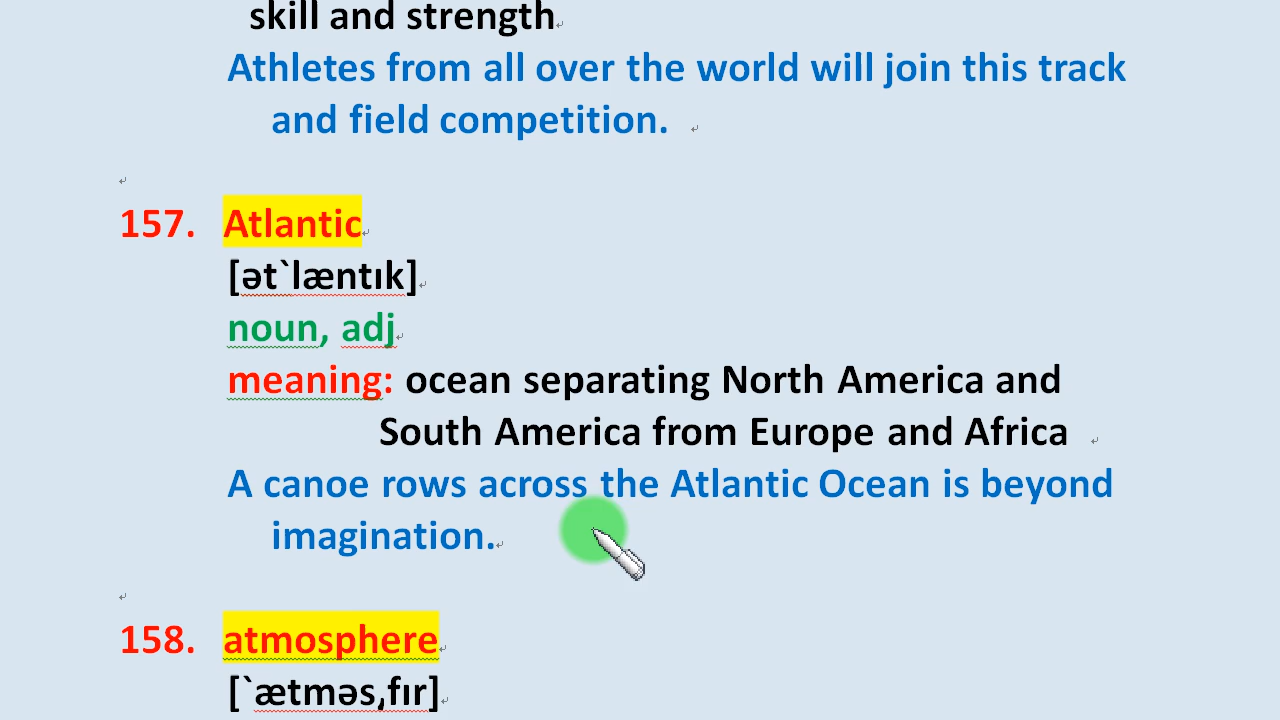 skill and strength
Athletes from all over the world will join this track
and field competition.
157. Atlantic
[ət`læntɪk]
noun, adj
meaning: ocean separating North America and
South America from Europe and Africa
A canoe rows across the Atlantic Ocean is beyond
imagination.
158. atmosphere
[`ætməs͵fɪr]